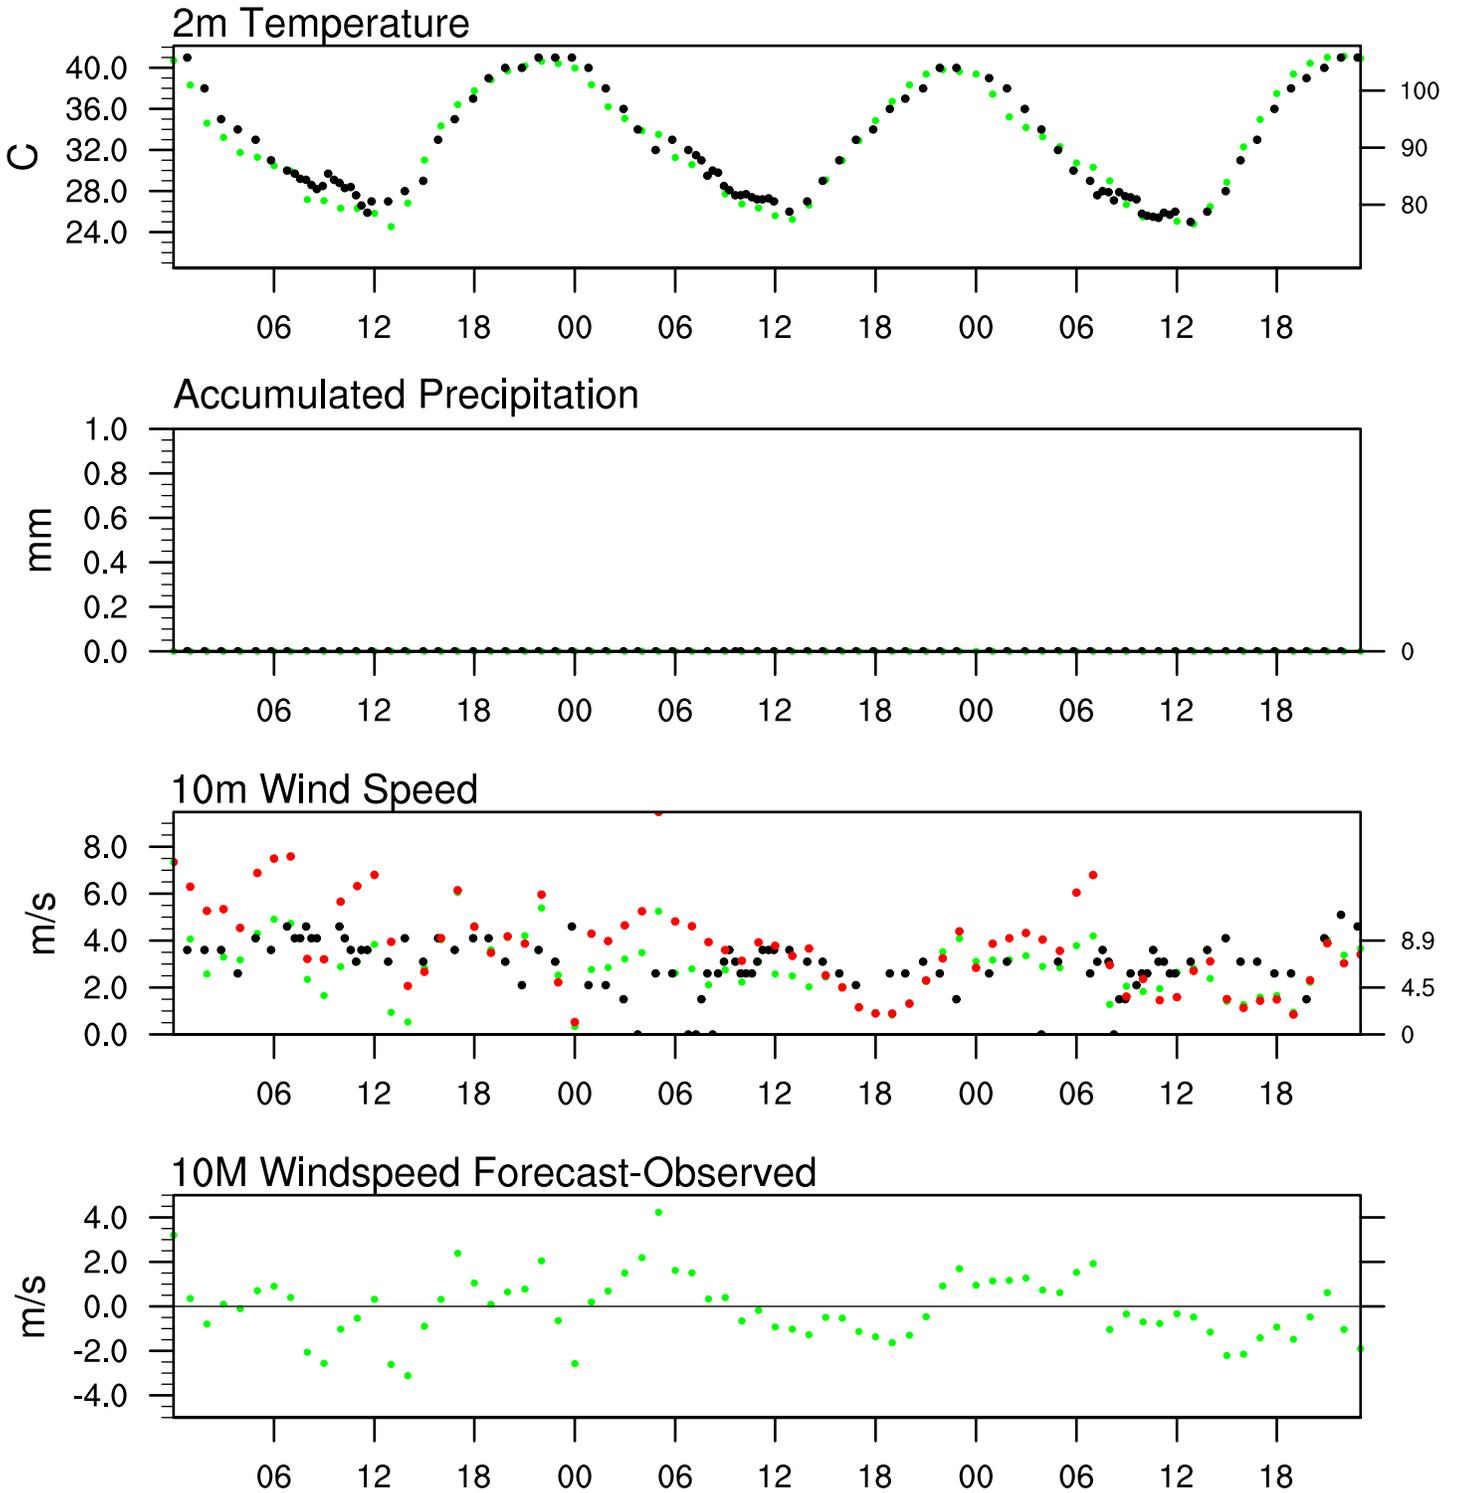 2m Temperature
40.0
36.0
32.0
28.0
24.0
C
100
90
80
06 12 18 00 06 12 18 00 06 12 18
Accumulated Precipitation
1.0
0.8
0.6
0.4
0.2
0.0
mm
0
06 12 18 00 06 12 18 00 06 12 18
10m Wind Speed
8.0
6.0
4.0
2.0
0.0
m/s
8.9
4.5
0
06 12 18 00 06 12 18 00 06 12 18
10M Windspeed Forecast-Observed
4.0
2.0
0.0
-2.0
-4.0
m/s
06 12 18 00 06 12 18 00 06 12 18